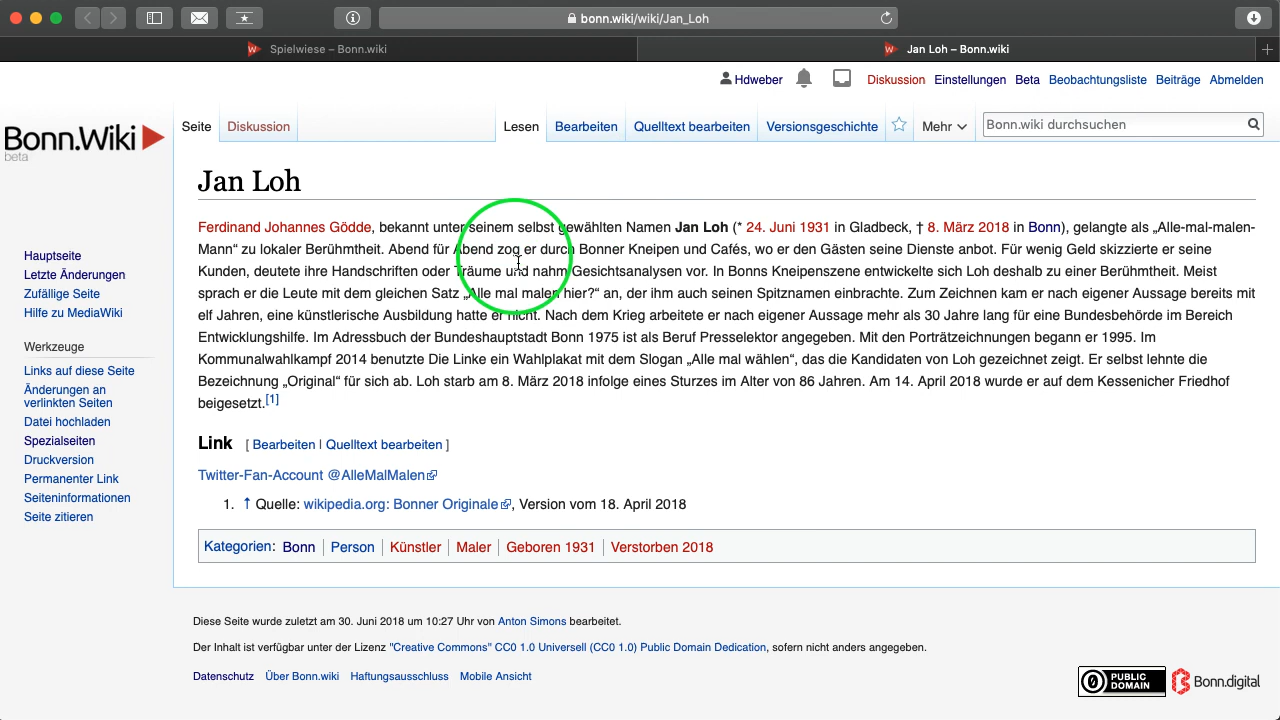 bonn.wiki/wiki/Jan_Loh
Spielwiese – Bonn.wiki
Jan Loh – Bonn.wiki
Hdweber Diskussion Einstellungen Beta Beobachtungsliste Beiträge Abmelden
Bonn.Wiki
beta
Seite Diskussion Lesen Bearbeiten Quelltext bearbeiten Versionsgeschichte Mehr Bonn.wiki durchsuchen
Jan Loh
Ferdinand Johannes Gödde, bekannt unter seinem selbst gewählten Namen Jan Loh (* 24. Juni 1931 in Gladbeck, † 8. März 2018 in Bonn), gelangte als „Alle-mal-malen-
Mann“ zu lokaler Berühmtheit. Abend für Abend zog er durch Bonner Kneipen und Cafés, wo er den Gästen seine Dienste anbot. Für wenig Geld skizzierte er seine
Kunden, deutete ihre Handschriften oder Träume und nahm Gesichtsanalysen vor. In Bonns Kneipenszene entwickelte sich Loh deshalb zu einer Berühmtheit. Meist
sprach er die Leute mit dem gleichen Satz „Alle mal malen hier?“ an, der ihm auch seinen Spitznamen einbrachte. Zum Zeichnen kam er nach eigener Aussage bereits mit
elf Jahren, eine künstlerische Ausbildung hatte er nicht. Nach dem Krieg arbeitete er nach eigener Aussage mehr als 30 Jahre lang für eine Bundesbehörde im Bereich
Entwicklungshilfe. Im Adressbuch der Bundeshauptstadt Bonn 1975 ist als Beruf Presselektor angegeben. Mit den Porträtzeichnungen begann er 1995. Im
Kommunalwahlkampf 2014 benutzte Die Linke ein Wahlplakat mit dem Slogan „Alle mal wählen“, das die Kandidaten von Loh gezeichnet zeigt. Er selbst lehnte die
Bezeichnung „Original“ für sich ab. Loh starb am 8. März 2018 infolge eines Sturzes im Alter von 86 Jahren. Am 14. April 2018 wurde er auf dem Kessenicher Friedhof
beigesetzt.[1]
Link [ Bearbeiten | Quelltext bearbeiten ]
Twitter-Fan-Account @AlleMalMalen
1. ↑ Quelle: wikipedia.org: Bonner Originale, Version vom 18. April 2018
Kategorien: Bonn | Person | Künstler | Maler | Geboren 1931 | Verstorben 2018
Hauptseite
Letzte Änderungen
Zufällige Seite
Hilfe zu MediaWiki
Werkzeuge
Links auf diese Seite
Änderungen an
verlinkten Seiten
Datei hochladen
Spezialseiten
Druckversion
Permanenter Link
Seiteninformationen
Seite zitieren
Diese Seite wurde zuletzt am 30. Juni 2018 um 10:27 Uhr von Anton Simons bearbeitet.
Der Inhalt ist verfügbar unter der Lizenz "Creative Commons" CC0 1.0 Universell (CC0 1.0) Public Domain Dedication, sofern nicht anders angegeben.
Datenschutz Über Bonn.wiki Haftungsausschluss Mobile Ansicht
PUBLIC
DOMAIN
Bonn.digital